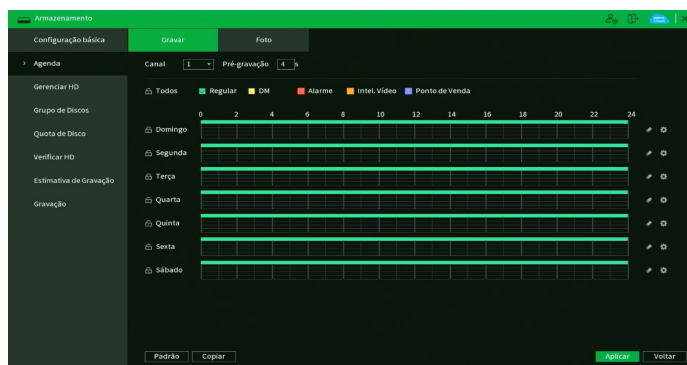 Armazenamento
Configuração básica
Gravar
Foto
Agenda
Canal 1 Pré-gravação 4 s
Gerenciar HD
Todos Regular DM Alarme Intel. Vídeo Ponto de Venda
Grupo de Discos
0 2 4 6 8 10 12 14 16 18 20 22 24
Quota de Disco
Domingo
Verificar HD
Segunda
Estimativa de Gravação
Terça
Gravação
Quarta
Quinta
Sexta
Sábado
Padrão Copiar Aplicar Voltar